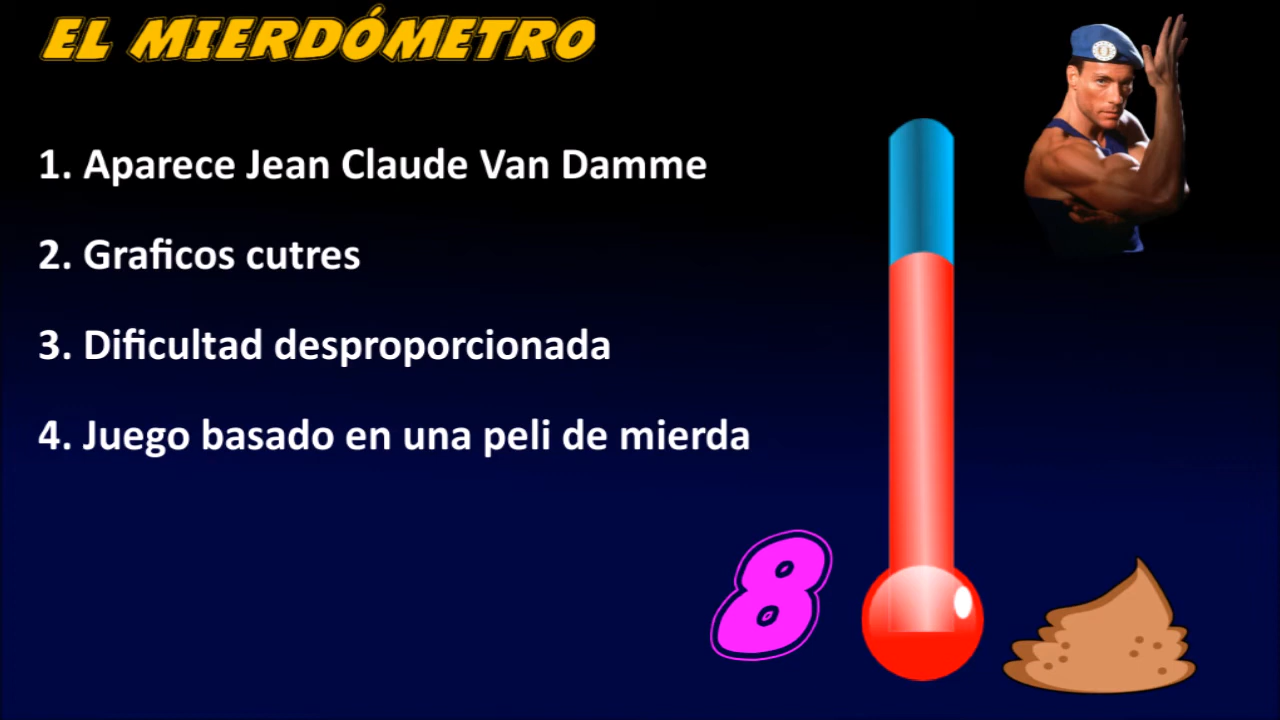 EL MIERDÓMETRO
1. Aparece Jean Claude Van Damme
2. Graficos cutres
3. Dificultad desproporcionada
4. Juego basado en una peli de mierda
8